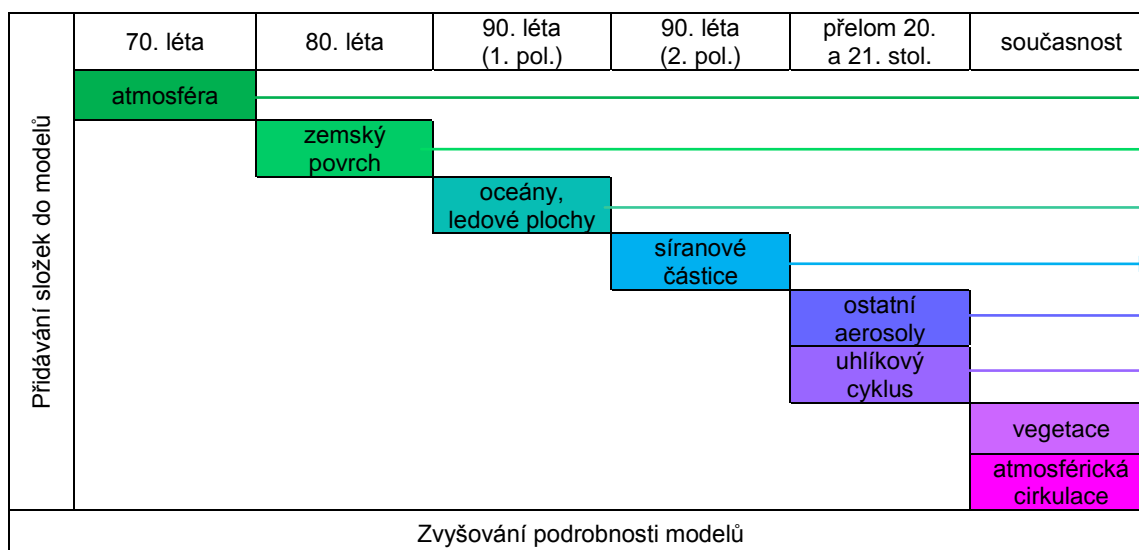 70. léta
80. léta
90. léta
(1. pol.)
90. léta
(2. pol.)
přelom 20.
a 21. stol.
současnost
Přidávání složek do modelů
atmosféra
zemský
povrch
oceány,
ledové plochy
síranové
částice
ostatní
aerosoly
uhlíkový
cyklus
vegetace
atmosférická
cirkulace
Zvyšování podrobnosti modelů